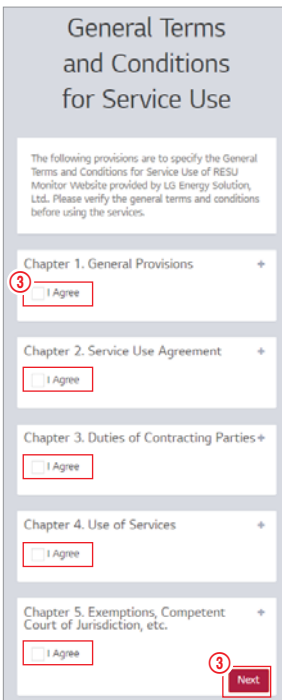 General Terms
and Conditions
for Service Use
The following provisions are to specify the General
Terms and Conditions for Service Use of RESU
Monitor Website provided by LG Energy Solution,
Ltd. Please verify the general terms and conditions
before using the services.
Chapter 1. General Provisions +
③
I Agree
Chapter 2. Service Use Agreement +
I Agree
Chapter 3. Duties of Contracting Parties +
I Agree
Chapter 4. Use of Services +
I Agree
Chapter 5. Exemptions, Competent +
Court of Jurisdiction, etc.
I Agree
③
Next